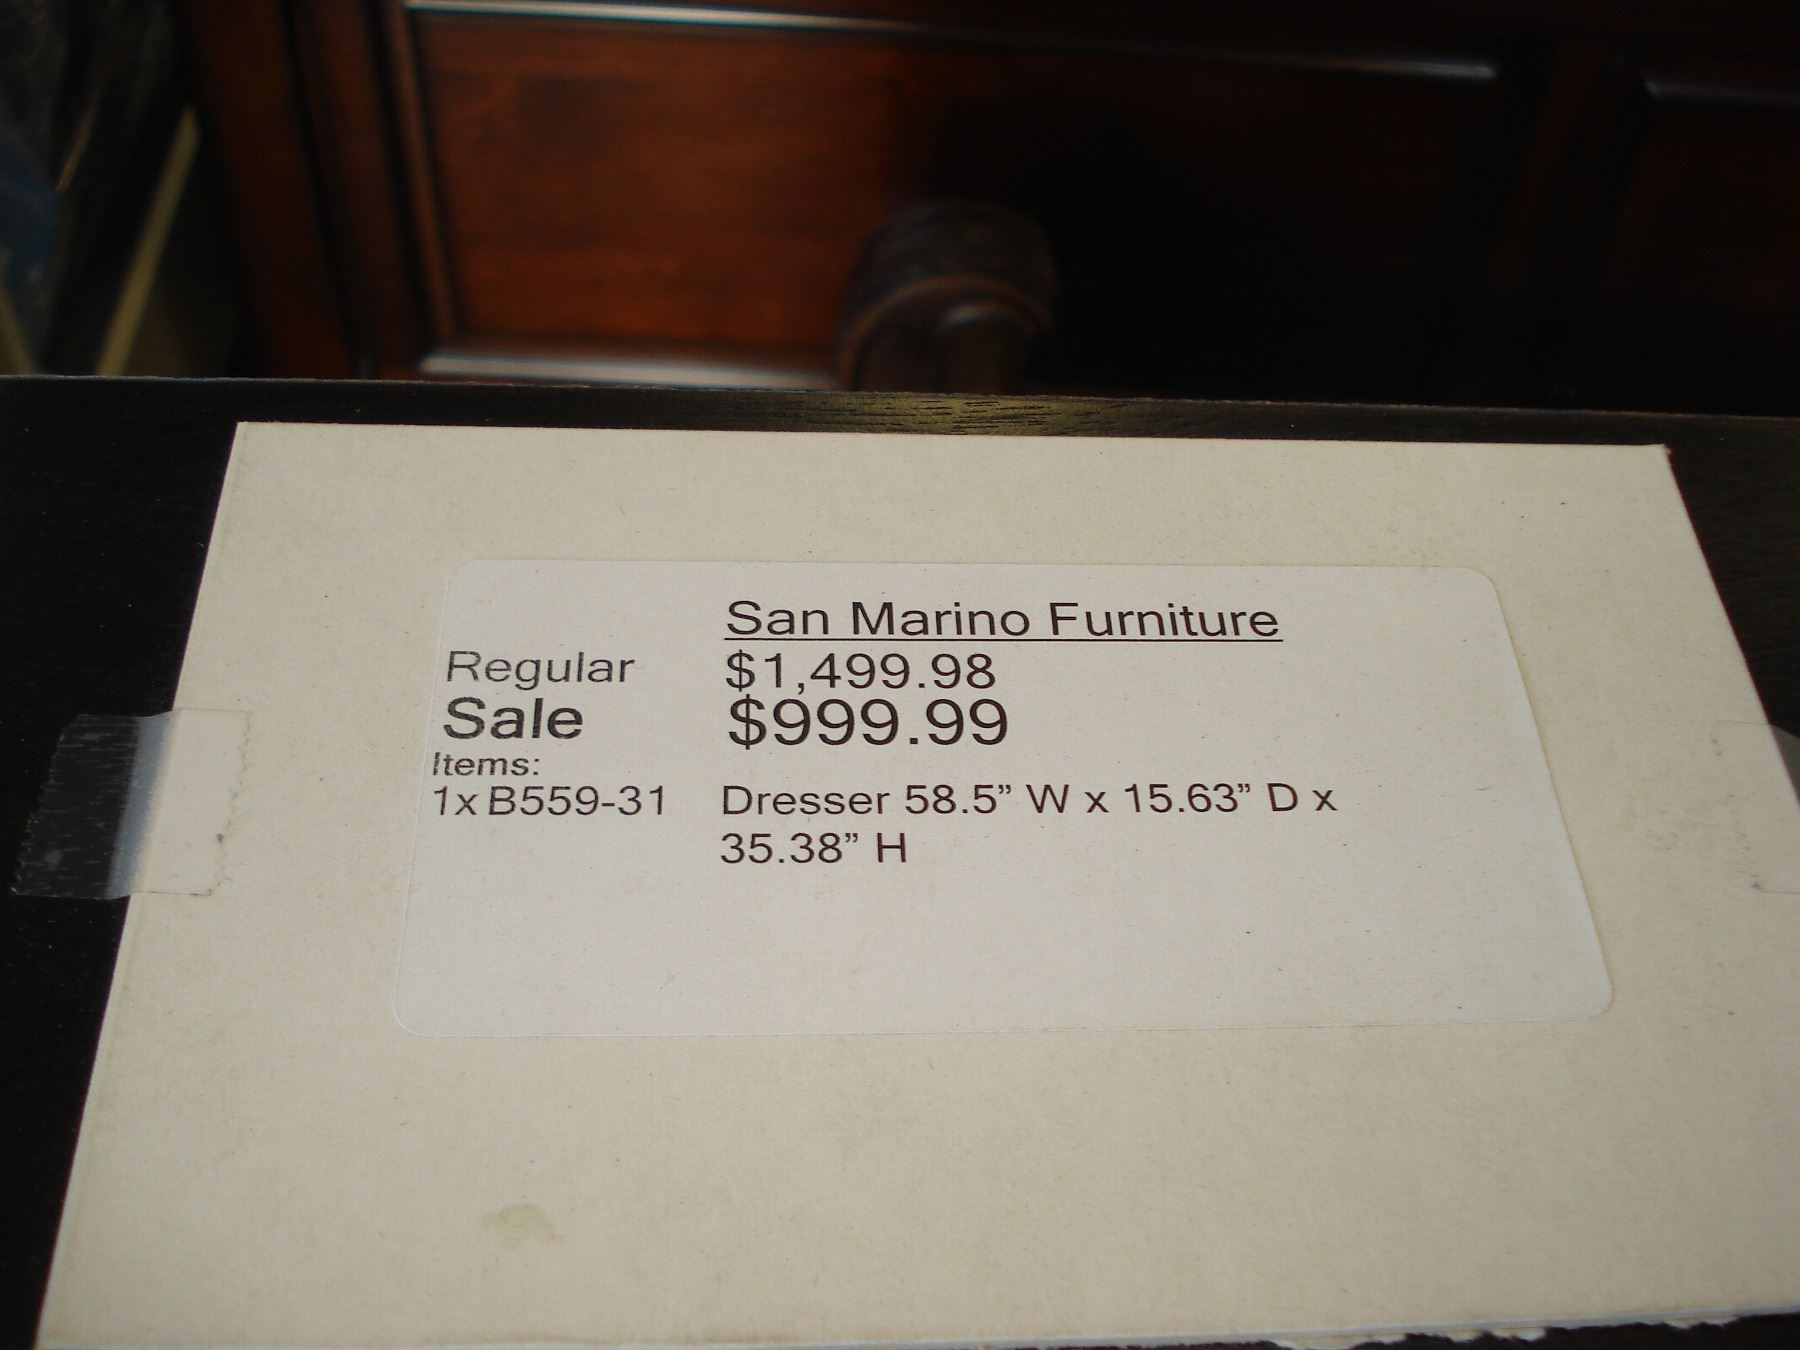 San Marino Furniture
Regular $1,499.98
Sale $999.99
Items:
1x B559-31 Dresser 58.5” W x 15.63” D x
35.38” H